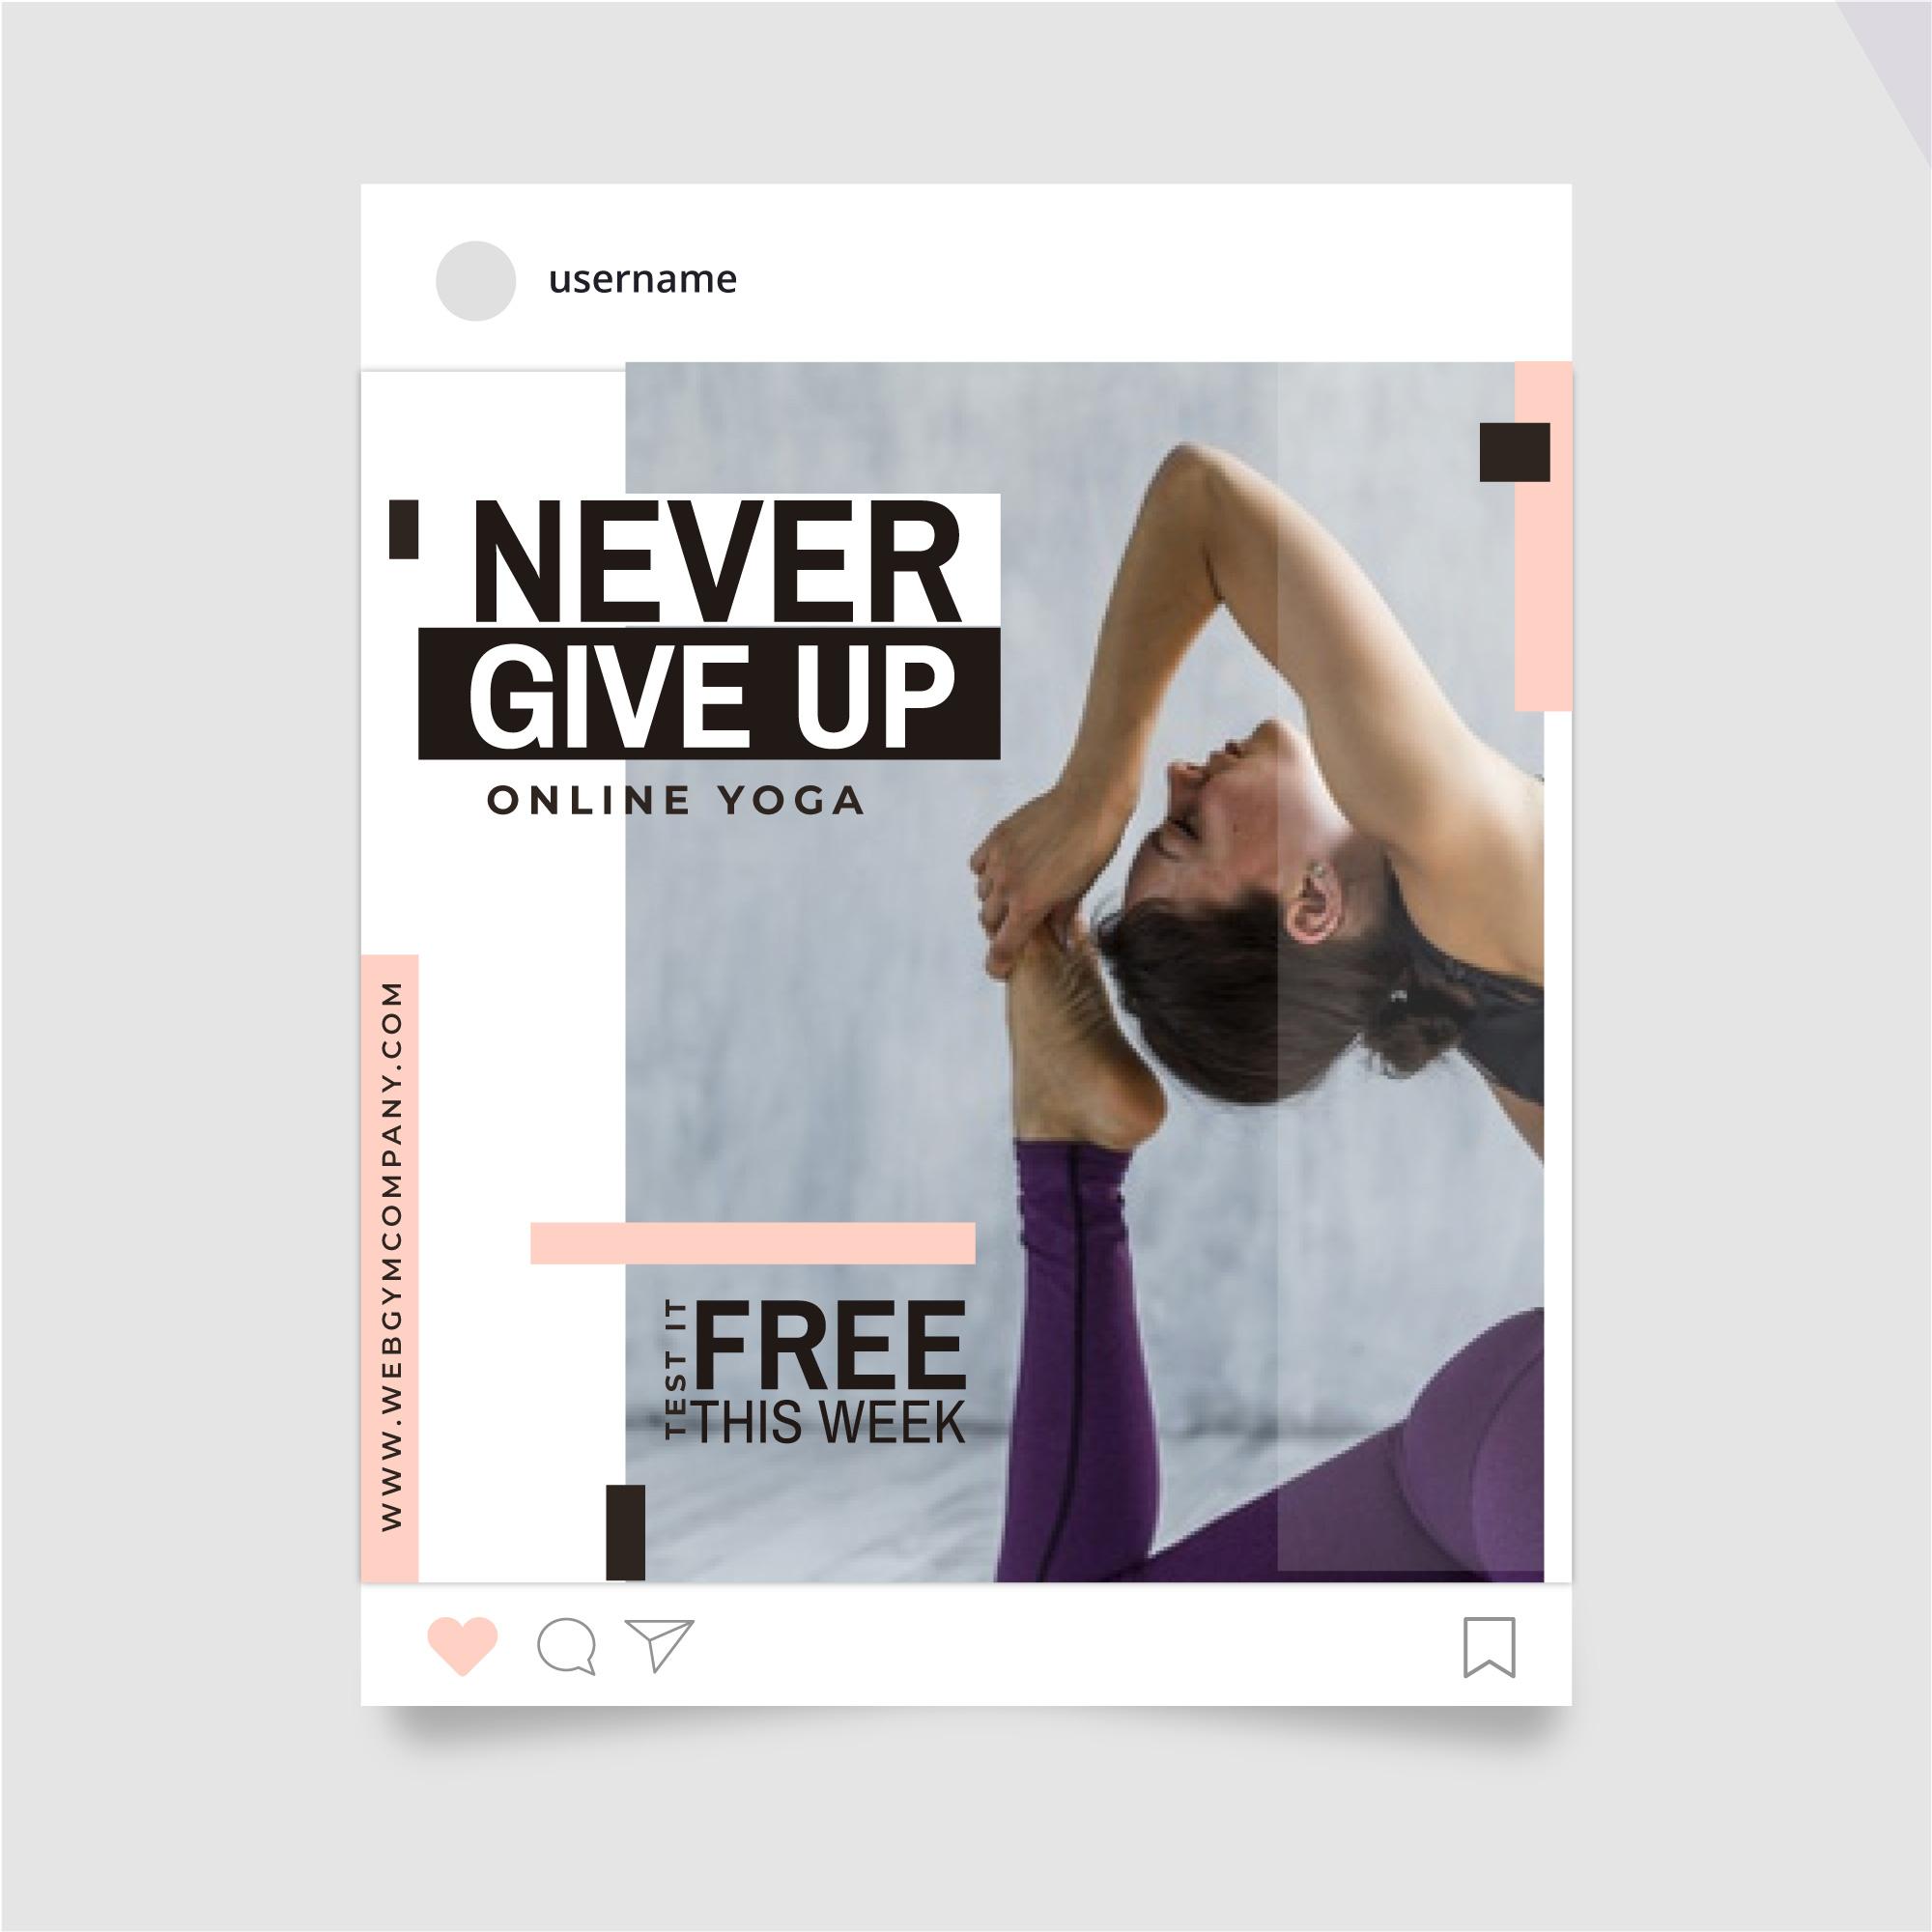 username
NEVER
GIVE UP
ONLINE YOGA
WWW.WEBGYMCOMPANY.COM
TEST IT
FREE
THIS WEEK